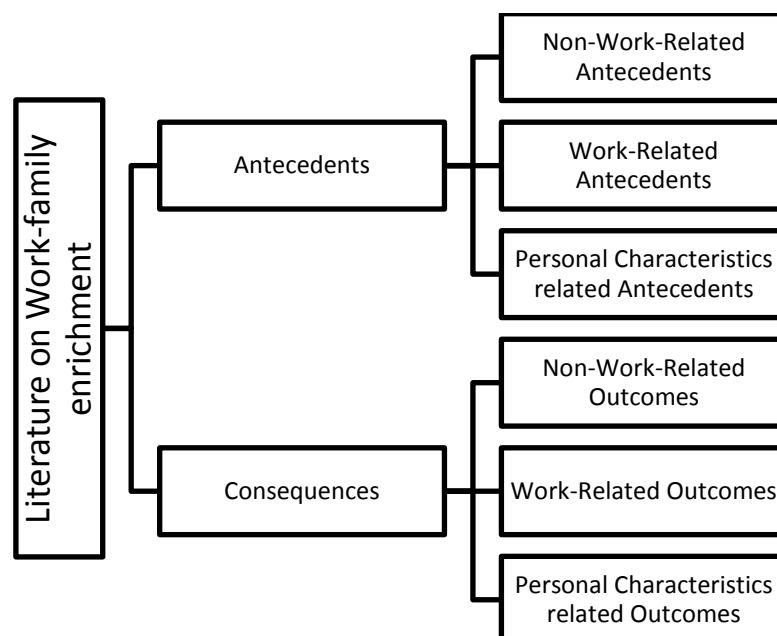 Literature on Work-family
enrichment
Antecedents
Non-Work-Related
Antecedents
Work-Related
Antecedents
Personal Characteristics
related Antecedents
Consequences
Non-Work-Related
Outcomes
Work-Related Outcomes
Personal Characteristics
related Outcomes